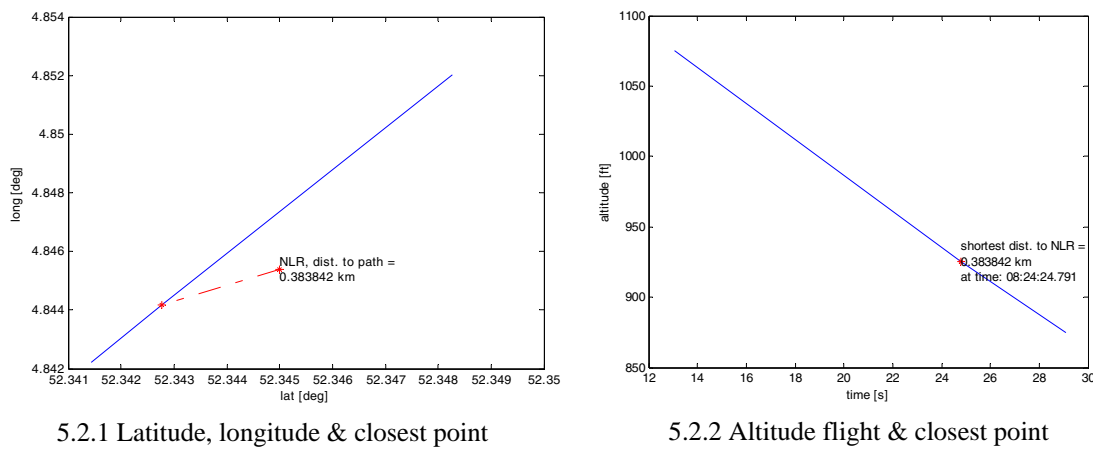 4.854
4.852
4.85
4.848
4.846
4.844
4.842
long [deg]
NLR, dist. to path =
0.383842 km
52.341 52.342 52.343 52.344 52.345 52.346 52.347 52.348 52.349 52.35
lat [deg]
5.2.1 Latitude, longitude & closest point
1100
1050
1000
950
900
850
altitude [ft]
shortest dist. to NLR =
0.383842 km
at time: 08:24:24.791
12 14 16 18 20 22 24 26 28 30
time [s]
5.2.2 Altitude flight & closest point